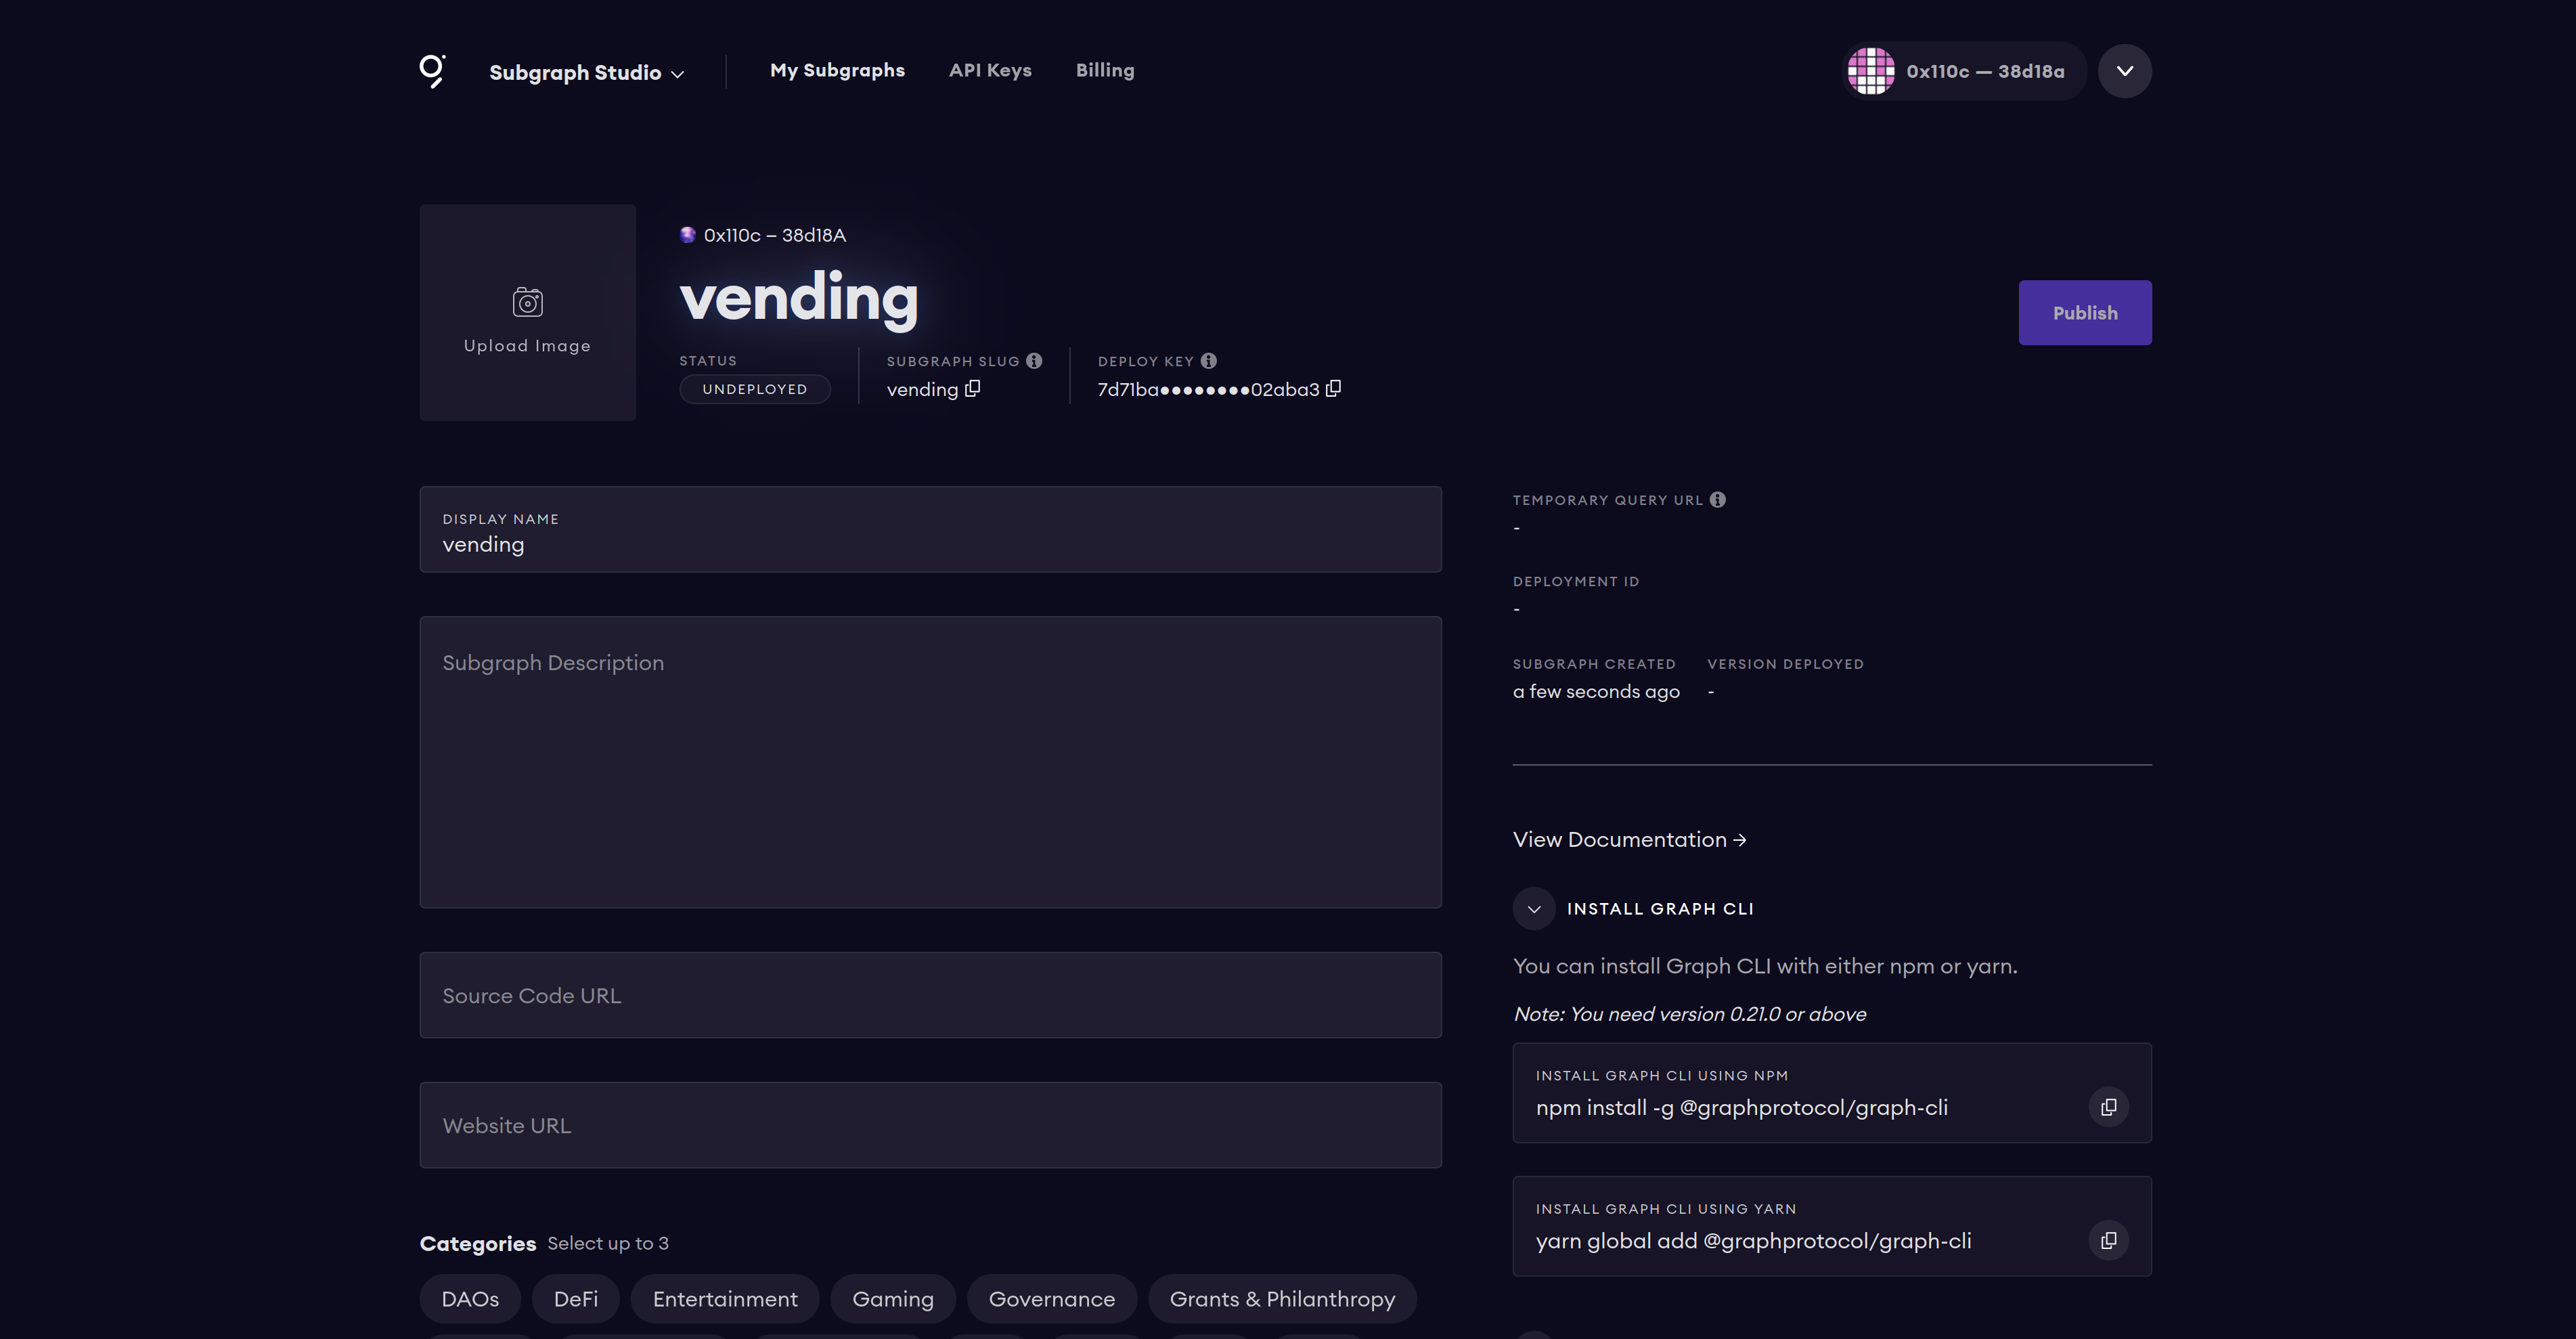 Subgraph Studio
My Subgraphs
API Keys
Billing
0x110c — 38d18a
Upload Image
0x110c – 38d18A
vending
STATUS
UNDEPLOYED
SUBGRAPH SLUG
vending
DEPLOY KEY
7d71ba●●●●●●●●02aba3
Publish
DISPLAY NAME
vending
Subgraph Description
Source Code URL
Website URL
Categories Select up to 3
DAOs
DeFi
Entertainment
Gaming
Governance
Grants & Philanthropy
TEMPORARY QUERY URL
-
DEPLOYMENT ID
-
SUBGRAPH CREATED
a few seconds ago
VERSION DEPLOYED
-
View Documentation →
INSTALL GRAPH CLI
You can install Graph CLI with either npm or yarn.
Note: You need version 0.21.0 or above
INSTALL GRAPH CLI USING NPM
npm install -g @graphprotocol/graph-cli
INSTALL GRAPH CLI USING YARN
yarn global add @graphprotocol/graph-cli